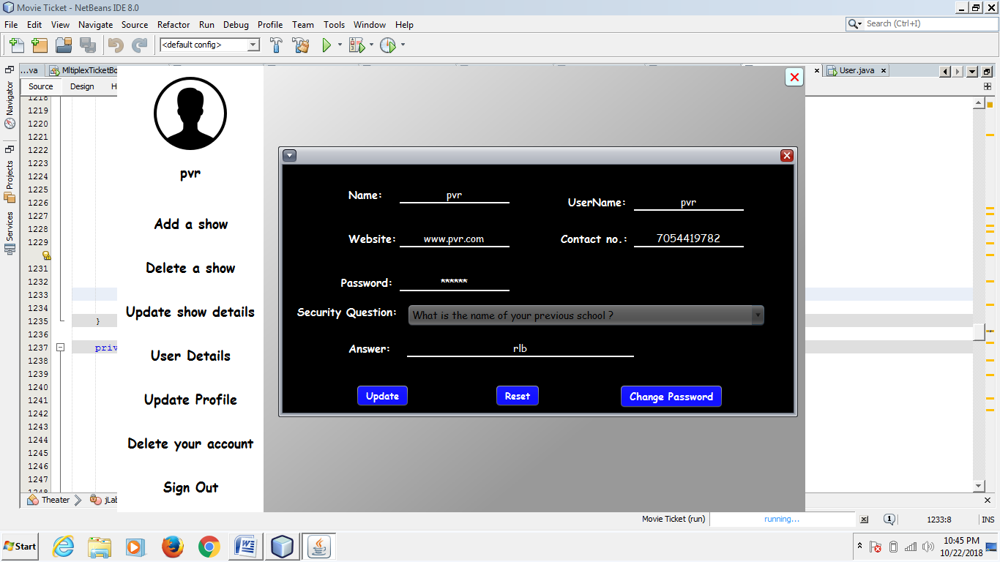 Movie Ticket - NetBeans IDE 8.0
File Edit View Navigate Source Refactor Run Debug Profile Team Tools Window Help
Search (Ctrl+I)
<default config>
...va MltiplexTicketBo User.java
Source Design H
Navigator
Projects
Services
1218
1219
1220
1221
1222
1223
1224
1225
1226
1227
1228
1229
1231
1232
1233
1234
1235 }
1236
1237 priv
1238
1239
1240
1241
1242
1243
1244
1245
1246
1247
1248
pvr
Add a show
Delete a show
Update show details
User Details
Update Profile
Delete your account
Sign Out
Name: pvr
UserName: pvr
Website: www.pvr.com
Contact no.: 7054419782
Password: ******
Security Question: What is the name of your previous school ?
Answer: rlb
Update Reset Change Password
Theater jLab
Movie Ticket (run) running... 1 1233:8 INS
Start
10:45 PM
10/22/2018